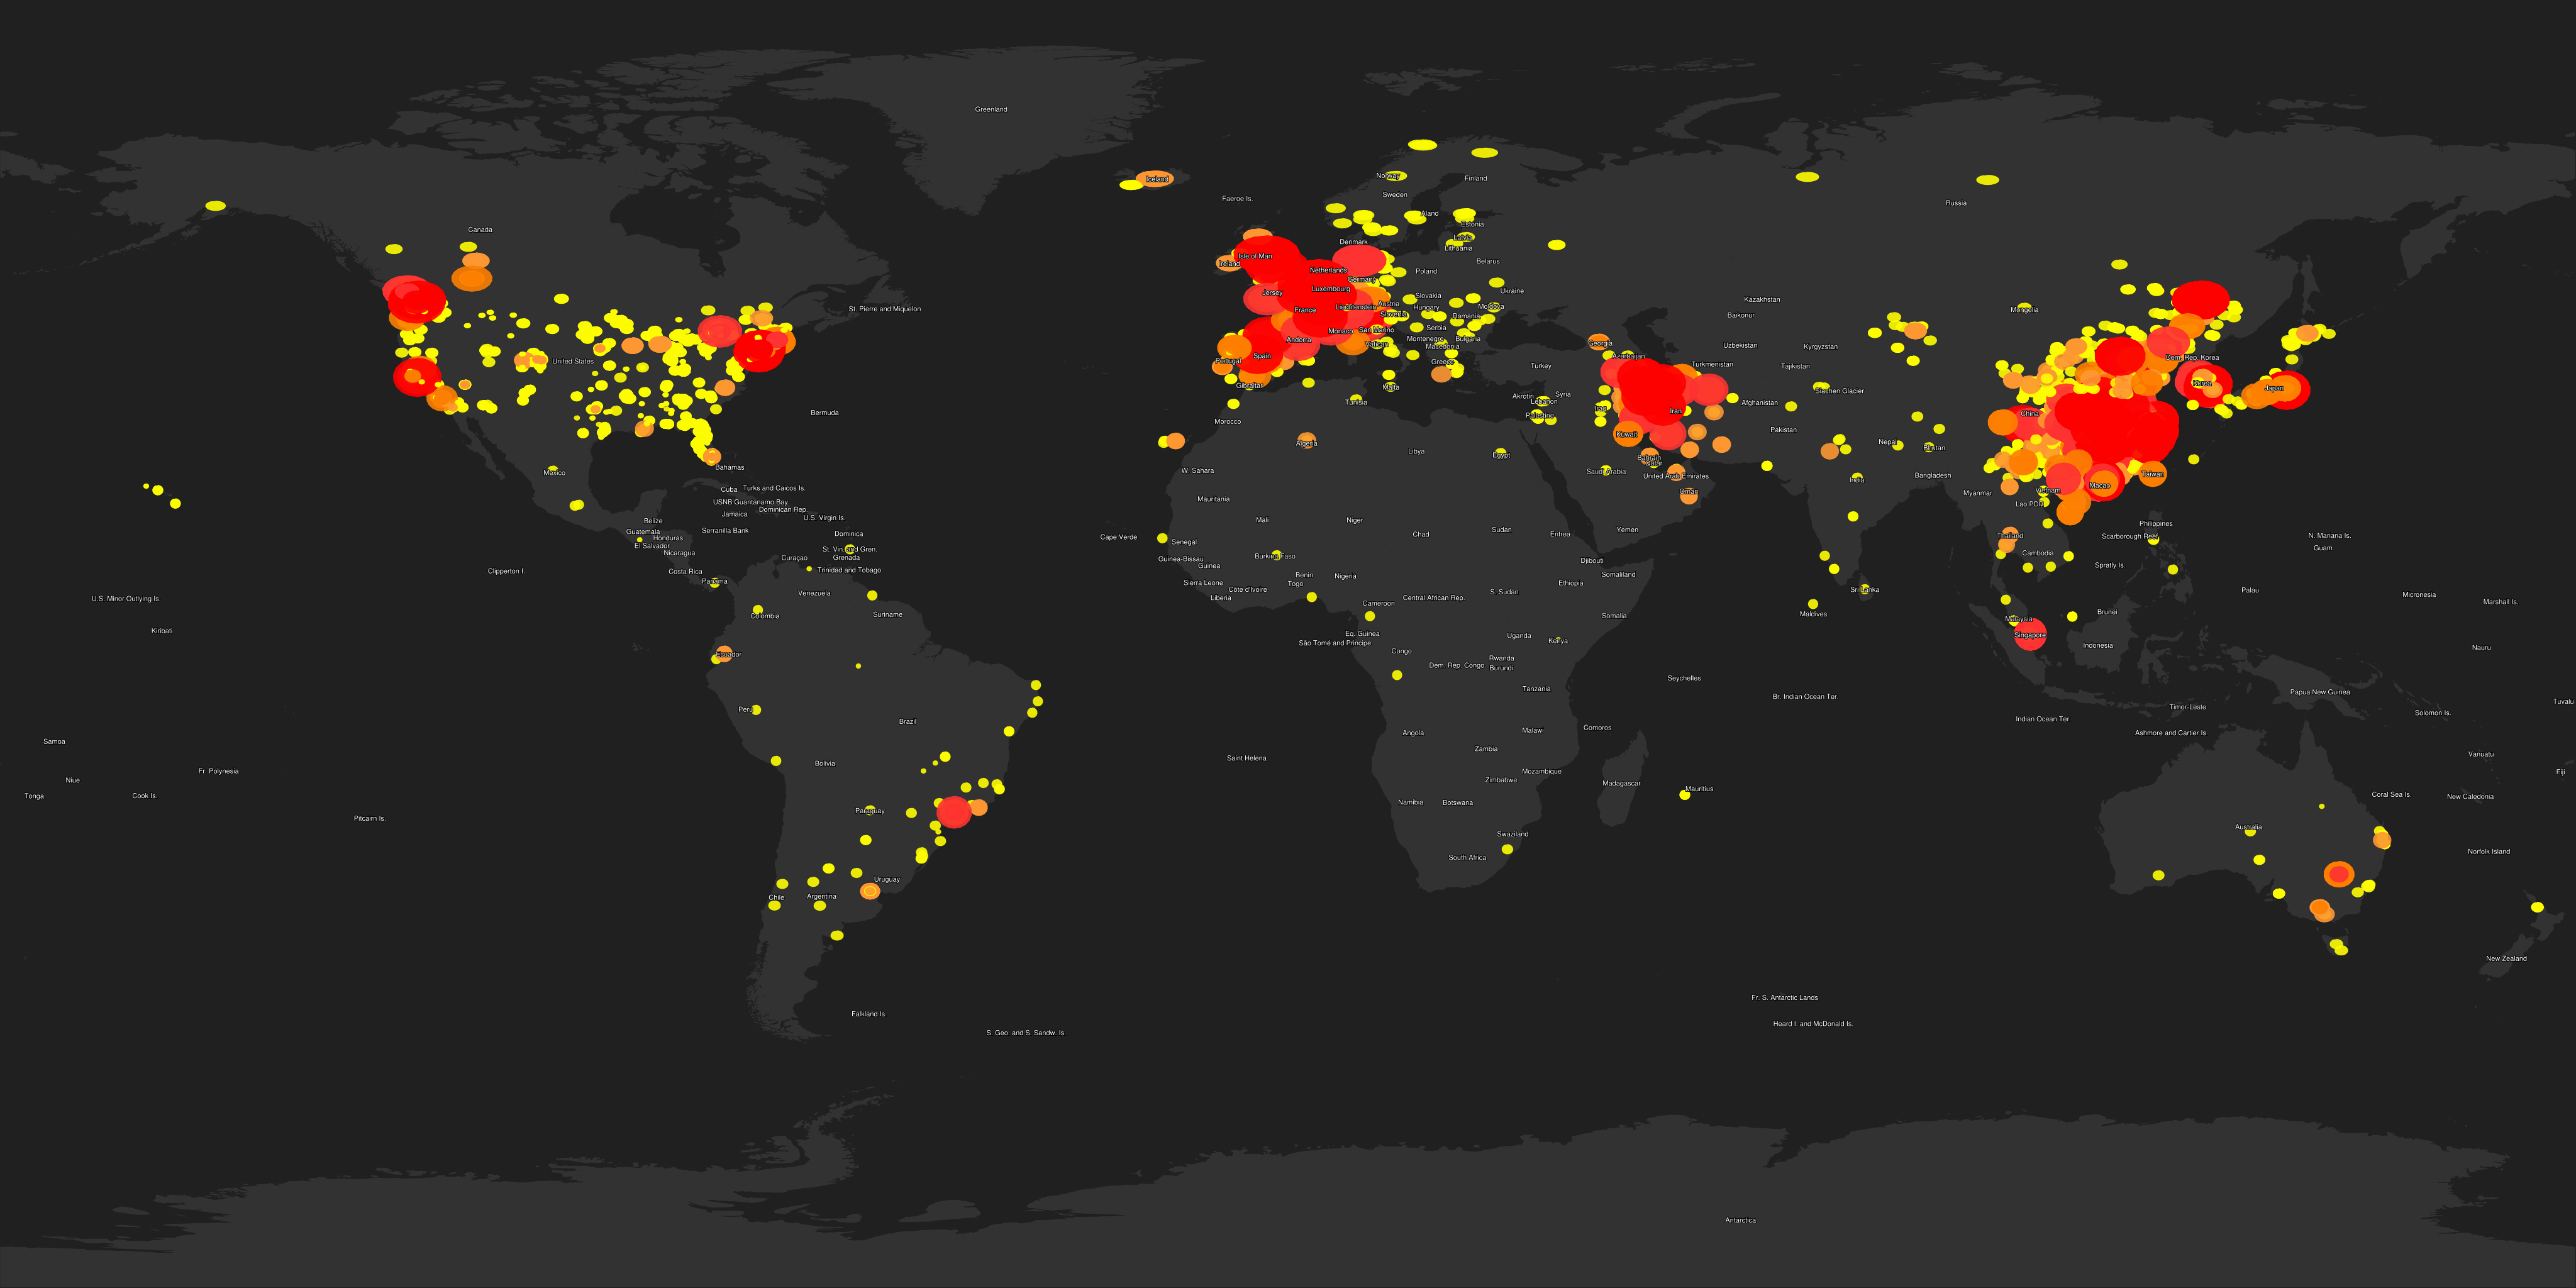 Greenland
Iceland
Norway
Finland
Sweden
Faeroe Is.
Russia
Aland
Estonia
Canada
Latvia
Denmark
Lithuania
Isle of Man
Ireland
Belarus
Netherlands
Poland
Germany
Luxembourg
Ukraine
Jersey
Slovakia
Kazakhstan
Austria
Liechtenstein
Hungary
Moldova
St. Pierre and Miquelon
France
Slovenia
Romania
Baikonur
Mongolia
Monaco
San Marino
Serbia
Andorra
Montenegro
Bulgaria
Vatican
Macedonia
Georgia
Uzbekistan
Kyrgyzstan
Spain
Azerbaijan
Dem. Rep. Korea
United States
Portugal
Greece
Turkey
Turkmenistan
Tajikistan
Korea
Gibraltar
Malta
Siachen Glacier
Japan
Akrotiri
Syria
Tunisia
Lebanon
Afghanistan
Iraq
Iran
Bermuda
Palestine
China
Morocco
Pakistan
Kuwait
Algeria
Nepal
Bhutan
Libya
Egypt
Bahrain
Qatar
Bahamas
W. Sahara
Saudi Arabia
Mexico
United Arab Emirates
Bangladesh
Taiwan
India
Macao
Cuba
Turks and Caicos Is.
Oman
Vietnam
Myanmar
Mauritania
USNB Guantanamo Bay
Lao PDR
Dominican Rep.
Jamaica
U.S. Virgin Is.
Mali
Niger
Belize
Philippines
Serranilla Bank
Sudan
Yemen
Guatemala
Dominica
Chad
Eritrea
Thailand
Scarborough Reef
N. Mariana Is.
Honduras
Cape Verde
Senegal
El Salvador
Guam
St. Vin. and Gren.
Nicaragua
Cambodia
Curaçao
Grenada
Guinea-Bissau
Burkina Faso
Djibouti
Guinea
Spratly Is.
Clipperton I.
Costa Rica
Trinidad and Tobago
Benin
Nigeria
Somaliland
Panama
Sierra Leone
Togo
Ethiopia
Venezuela
Côte d'Ivoire
Sri Lanka
Palau
S. Sudan
Micronesia
U.S. Minor Outlying Is.
Liberia
Central African Rep.
Marshall Is.
Cameroon
Suriname
Maldives
Colombia
Somalia
Brunei
Malaysia
Kiribati
Eq. Guinea
Uganda
Singapore
São Tomé and Principe
Kenya
Indonesia
Congo
Nauru
Ecuador
Rwanda
Dem. Rep. Congo
Burundi
Seychelles
Tanzania
Papua New Guinea
Br. Indian Ocean Ter.
Tuvalu
Peru
Timor-Leste
Solomon Is.
Indian Ocean Ter.
Brazil
Comoros
Malawi
Angola
Ashmore and Cartier Is.
Samoa
Zambia
Vanuatu
Saint Helena
Bolivia
Fr. Polynesia
Mozambique
Fiji
Niue
Zimbabwe
Madagascar
Mauritius
Tonga
Cook Is.
Coral Sea Is.
New Caledonia
Namibia
Botswana
Paraguay
Pitcairn Is.
Australia
Swaziland
Norfolk Island
South Africa
Uruguay
Chile
Argentina
New Zealand
Fr. S. Antarctic Lands
Falkland Is.
Heard I. and McDonald Is.
S. Geo. and S. Sandw. Is.
Antarctica